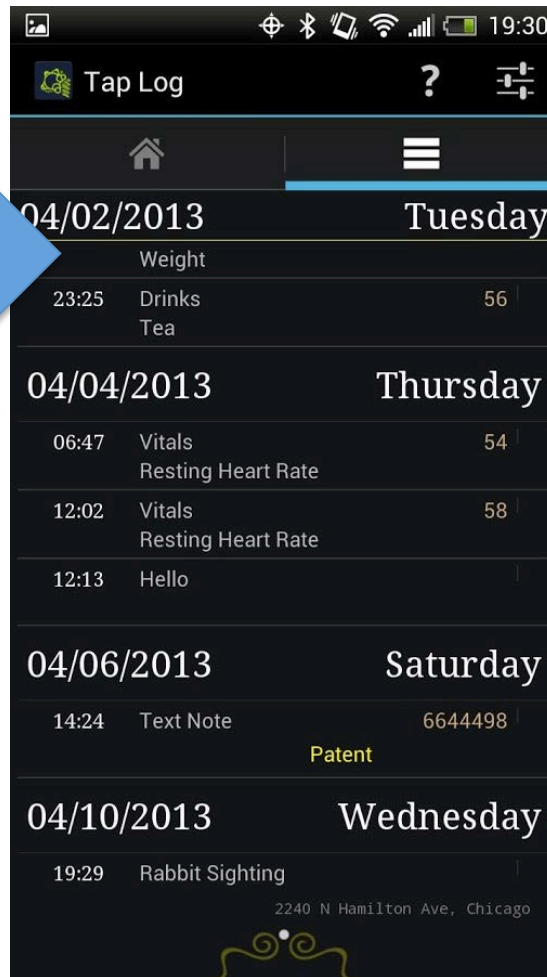 19:30
Tap Log ?
04/02/2013 Tuesday
Weight
23:25 Drinks 56
Tea
04/04/2013 Thursday
06:47 Vitals 54
Resting Heart Rate
12:02 Vitals 58
Resting Heart Rate
12:13 Hello
04/06/2013 Saturday
14:24 Text Note 6644498
Patent
04/10/2013 Wednesday
19:29 Rabbit Sighting
2240 N Hamilton Ave, Chicago